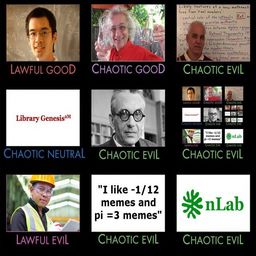 LAWFUL GOOD
CHAOTIC GOOD
CHAOTIC EVIL
Library Genesis
CHAOTIC NEUTRAL
CHAOTIC EVIL
CHAOTIC EVIL
LAWFUL EVIL
"I like -1/12
memes and
pi =3 memes"
CHAOTIC EVIL
nLab
CHAOTIC EVIL